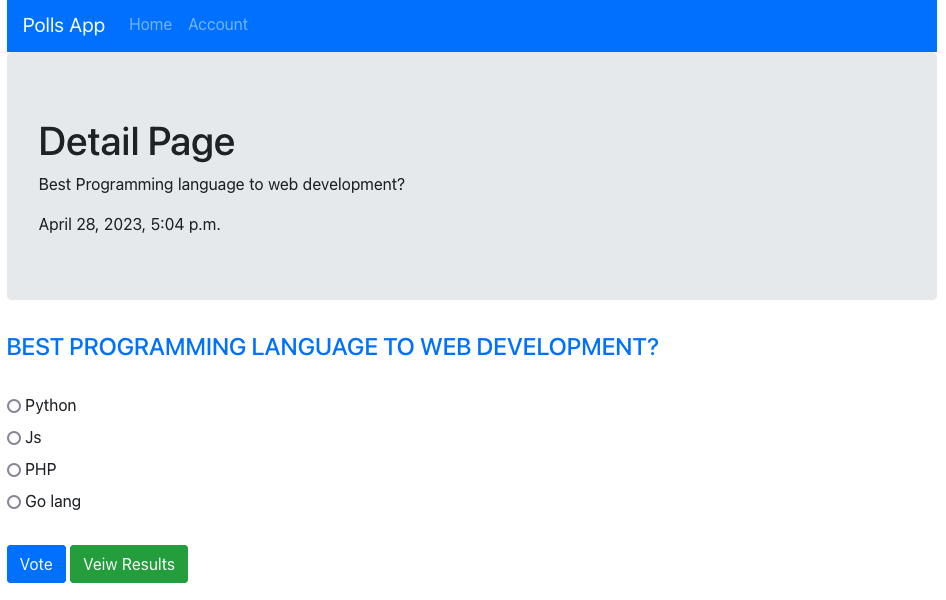 Polls App Home Account
Detail Page
Best Programming language to web development?
April 28, 2023, 5:04 p.m.
BEST PROGRAMMING LANGUAGE TO WEB DEVELOPMENT?
Python
Js
PHP
Go lang
Vote Veiw Results